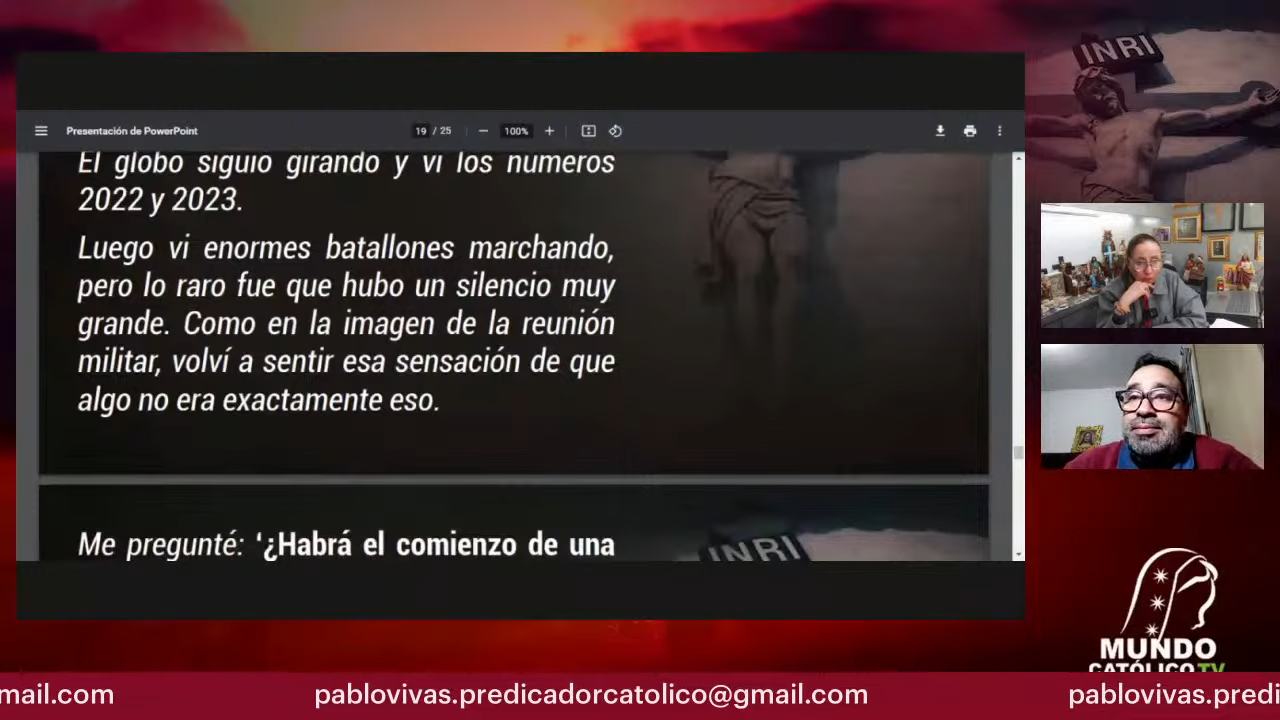 INRI
Presentación de PowerPoint
19 / 25
100%
El globo siguió girando y vi los números
2022 y 2023.
Luego vi enormes batallones marchando,
pero lo raro fue que hubo un silencio muy
grande. Como en la imagen de la reunión
militar, volví a sentir esa sensación de que
algo no era exactamente eso.
Me pregunté: ‘¿Habrá el comienzo de una
INRI
MUNDO
CATÓLICO.TV
mail.com pablovivas.predicadorcatolico@gmail.com pablovivas.predi